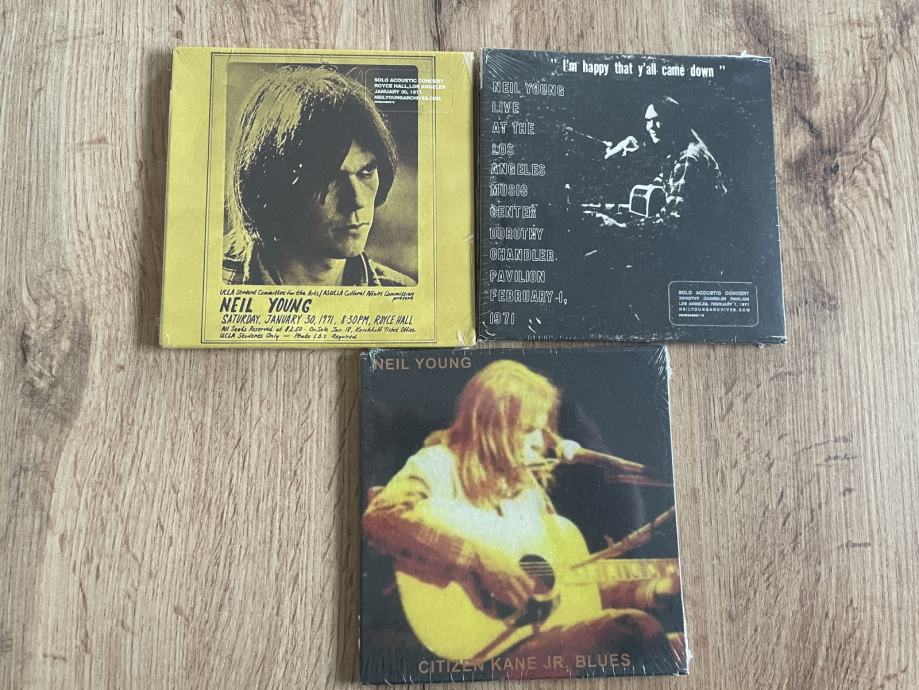 SOLO ACOUSTIC CONCERT
ROYCE HALL, LOS ANGELES
JANUARY 30, 1971
NEILYOUNGARCHIVES.COM
UCLA Student Committee for the Arts/ASUCLA Cultural Affairs Commission
present
NEIL YOUNG
SATURDAY, JANUARY 30, 1971, 8:30PM, ROYCE HALL
All Seats Reserved at $2.50 - On Sale Jan. 18, Kerckhoff Ticket Office
UCLA Students Only — Photo I.D.s Required.
"I'm happy that y'all came down"
NEIL YOUNG
LIVE
AT THE
LOS
ANGELES
MUSIC
CENTER
DOROTHY
CHANDLER
PAVILION
FEBRUARY 1,
1971
SOLO ACOUSTIC CONCERT
DOROTHY CHANDLER PAVILION
LOS ANGELES, FEBRUARY 1, 1971
NEILYOUNGARCHIVES.COM
NEIL YOUNG
CITIZEN KANE JR. BLUES